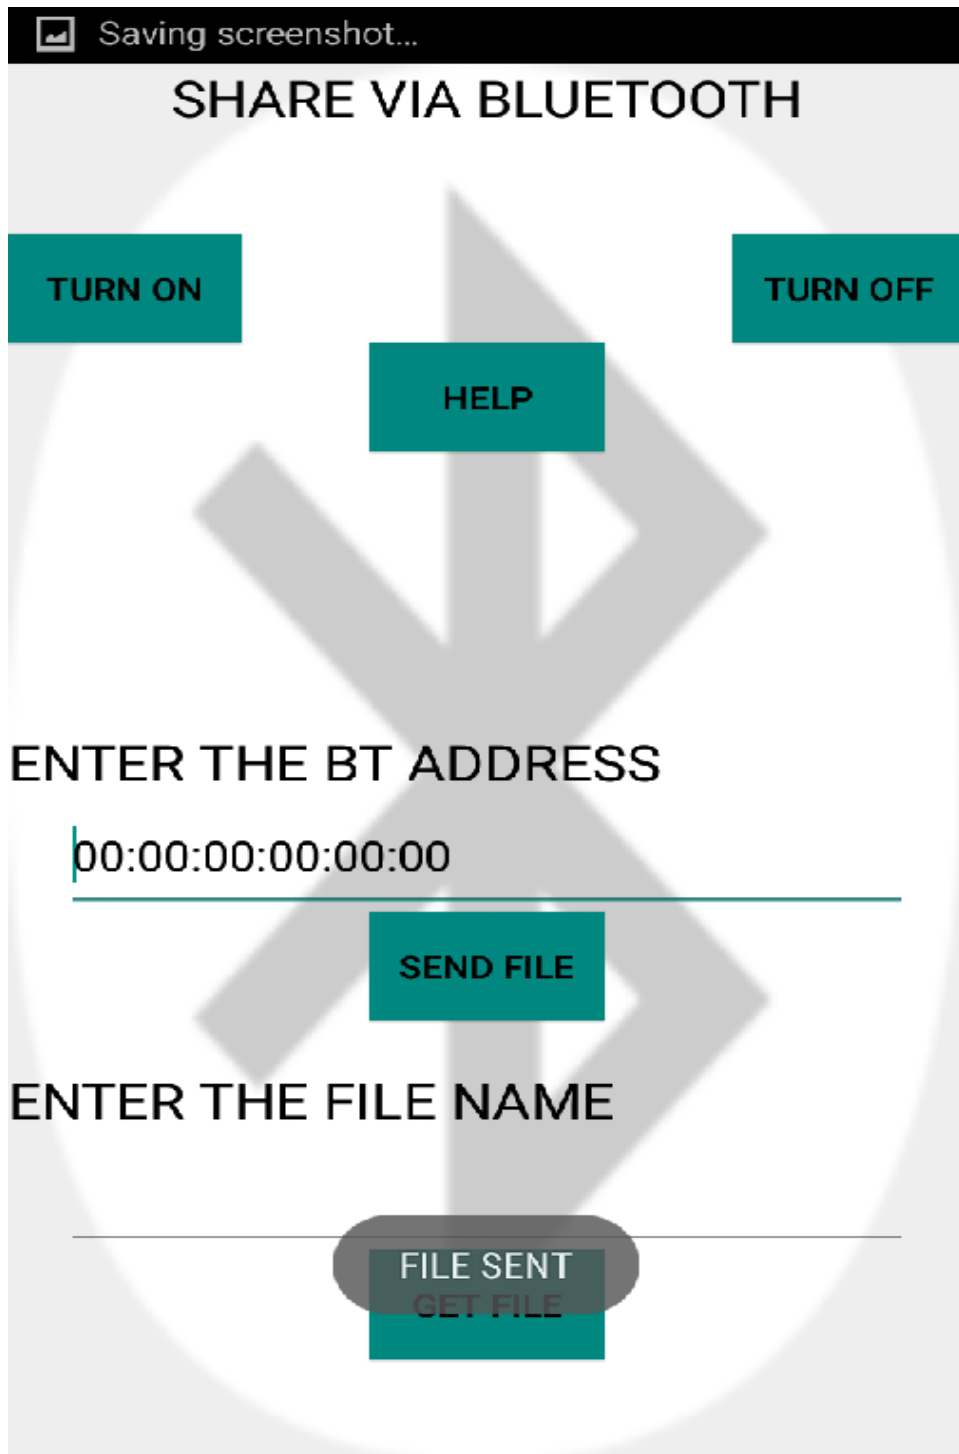 Saving screenshot...
SHARE VIA BLUETOOTH
TURN ON
TURN OFF
HELP
ENTER THE BT ADDRESS
00:00:00:00:00:00
SEND FILE
ENTER THE FILE NAME
FILE SENT
GET FILE